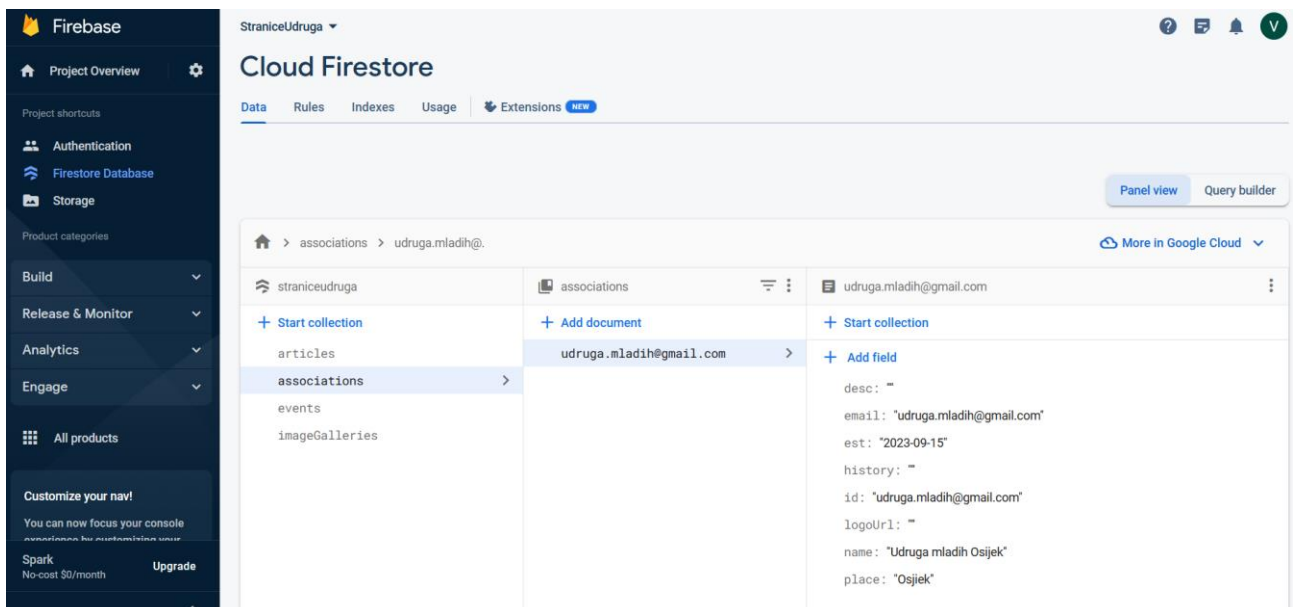 Firebase
Project Overview
Project shortcuts
Authentication
Firestore Database
Storage
Product categories
Build
Release & Monitor
Analytics
Engage
All products
Customize your nav!
You can now focus your console
experience by customizing your
Spark
No-cost $0/month
Upgrade
StraniceUdruga
V
Cloud Firestore
Data Rules Indexes Usage Extensions NEW
Panel view Query builder
> associations > udruga.mladih@.
More in Google Cloud
straniceudruga
+ Start collection
articles
associations
events
imageGalleries
associations
+ Add document
udruga.mladih@gmail.com
udruga.mladih@gmail.com
+ Start collection
+ Add field
desc: ""
email: "udruga.mladih@gmail.com"
est: "2023-09-15"
history: ""
id: "udruga.mladih@gmail.com"
logoUrl: ""
name: "Udruga mladih Osijek"
place: "Osjiek"